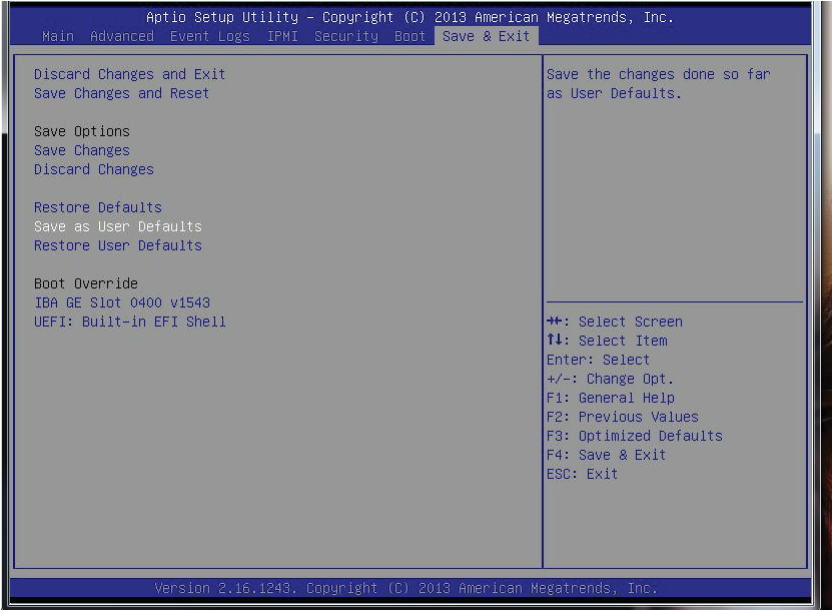 Aptio Setup Utility – Copyright (C) 2013 American Megatrends, Inc.
Main Advanced Event Logs IPMI Security Boot Save & Exit
Discard Changes and Exit
Save Changes and Reset
Save Options
Save Changes
Discard Changes
Restore Defaults
Save as User Defaults
Restore User Defaults
Boot Override
IBA GE Slot 0400 v1543
UEFI: Built-in EFI Shell
Save the changes done so far
as User Defaults.
→←: Select Screen
↑↓: Select Item
Enter: Select
+/-: Change Opt.
F1: General Help
F2: Previous Values
F3: Optimized Defaults
F4: Save & Exit
ESC: Exit
Version 2.16.1243. Copyright (C) 2013 American Megatrends, Inc.